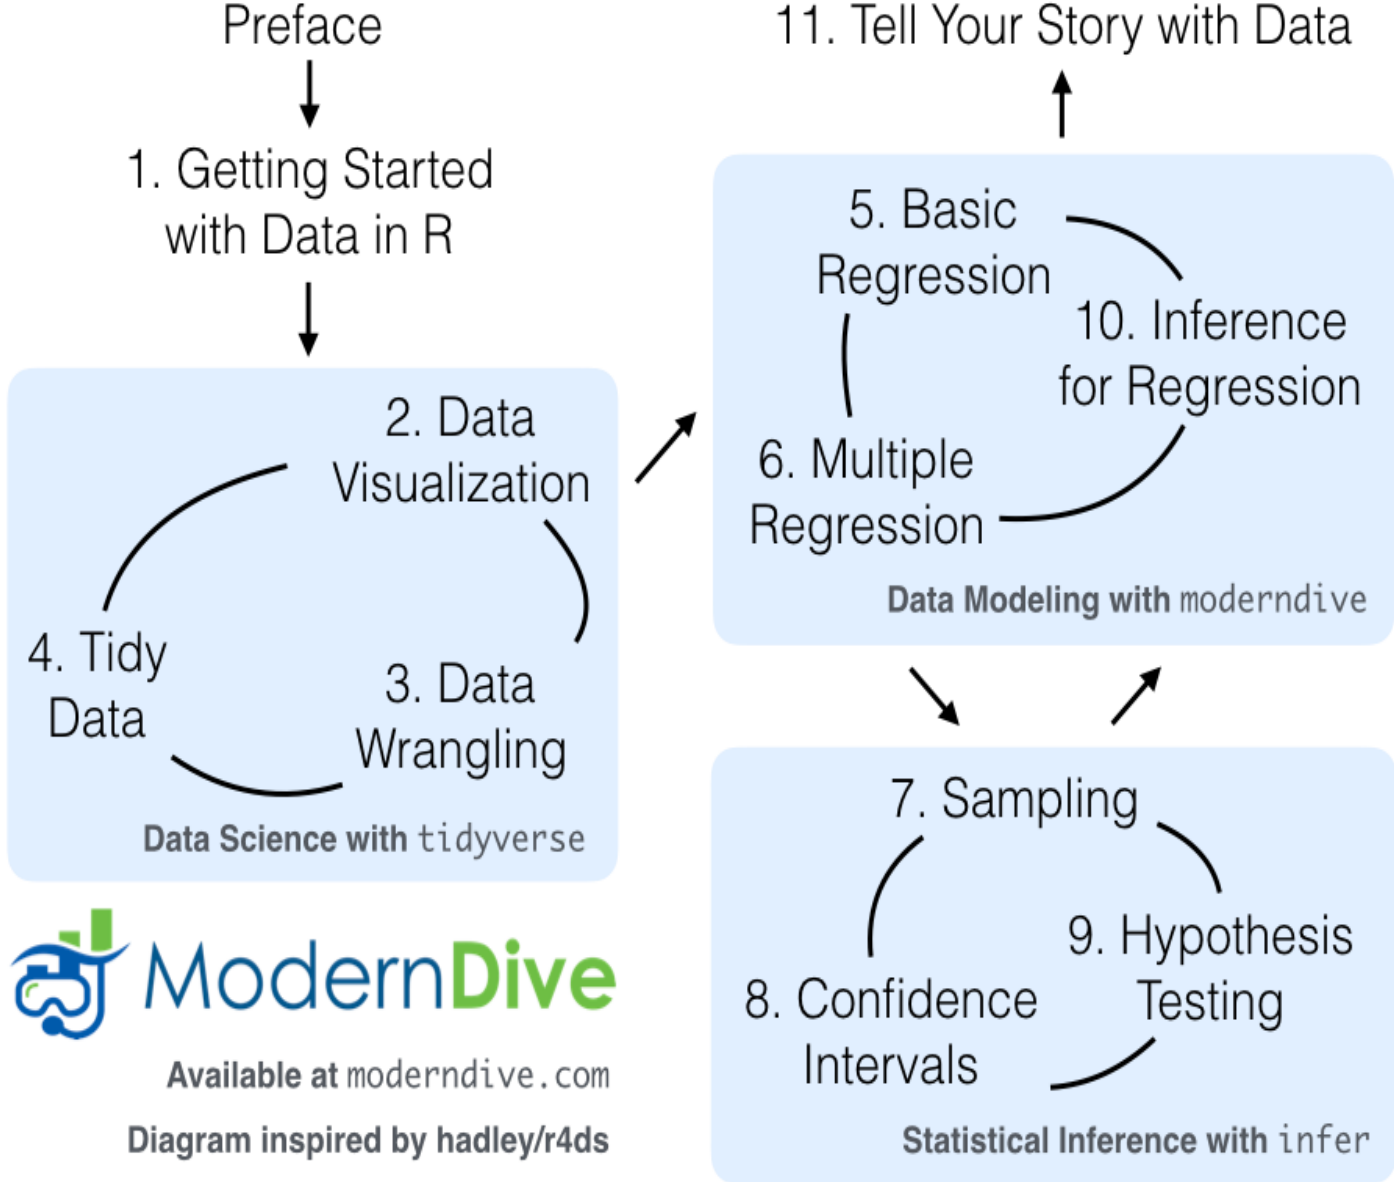 Preface
1. Getting Started
with Data in R
2. Data
Visualization
4. Tidy
Data
3. Data
Wrangling
Data Science with tidyverse
11. Tell Your Story with Data
5. Basic
Regression
10. Inference
for Regression
6. Multiple
Regression
Data Modeling with moderndive
7. Sampling
9. Hypothesis
Testing
8. Confidence
Intervals
Statistical Inference with infer
ModernDive
Available at moderndive.com
Diagram inspired by hadley/r4ds